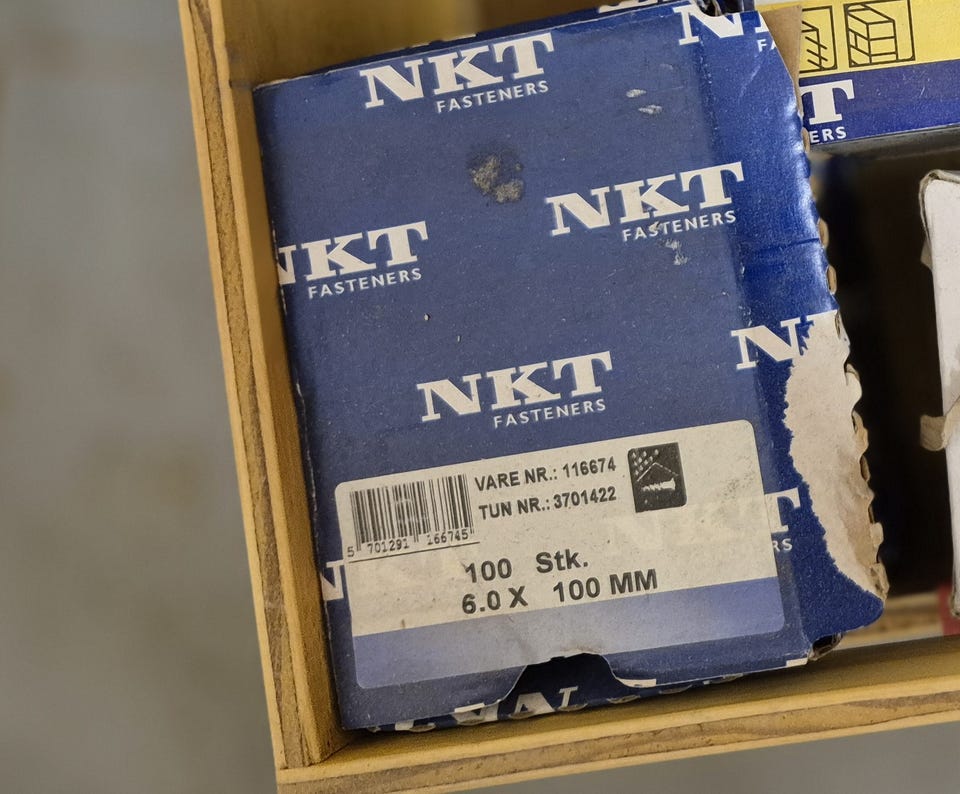 NKT
FASTENERS
NKT
FASTENERS
NKT
FASTENERS
NKT
FASTENERS
VARE NR.: 116674
TUN NR.: 3701422
5 701291 166745
100 Stk.
6.0 X 100 MM